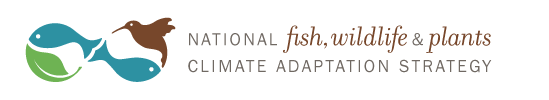 NATIONAL fish, wildlife & plants
CLIMATE ADAPTATION STRATEGY